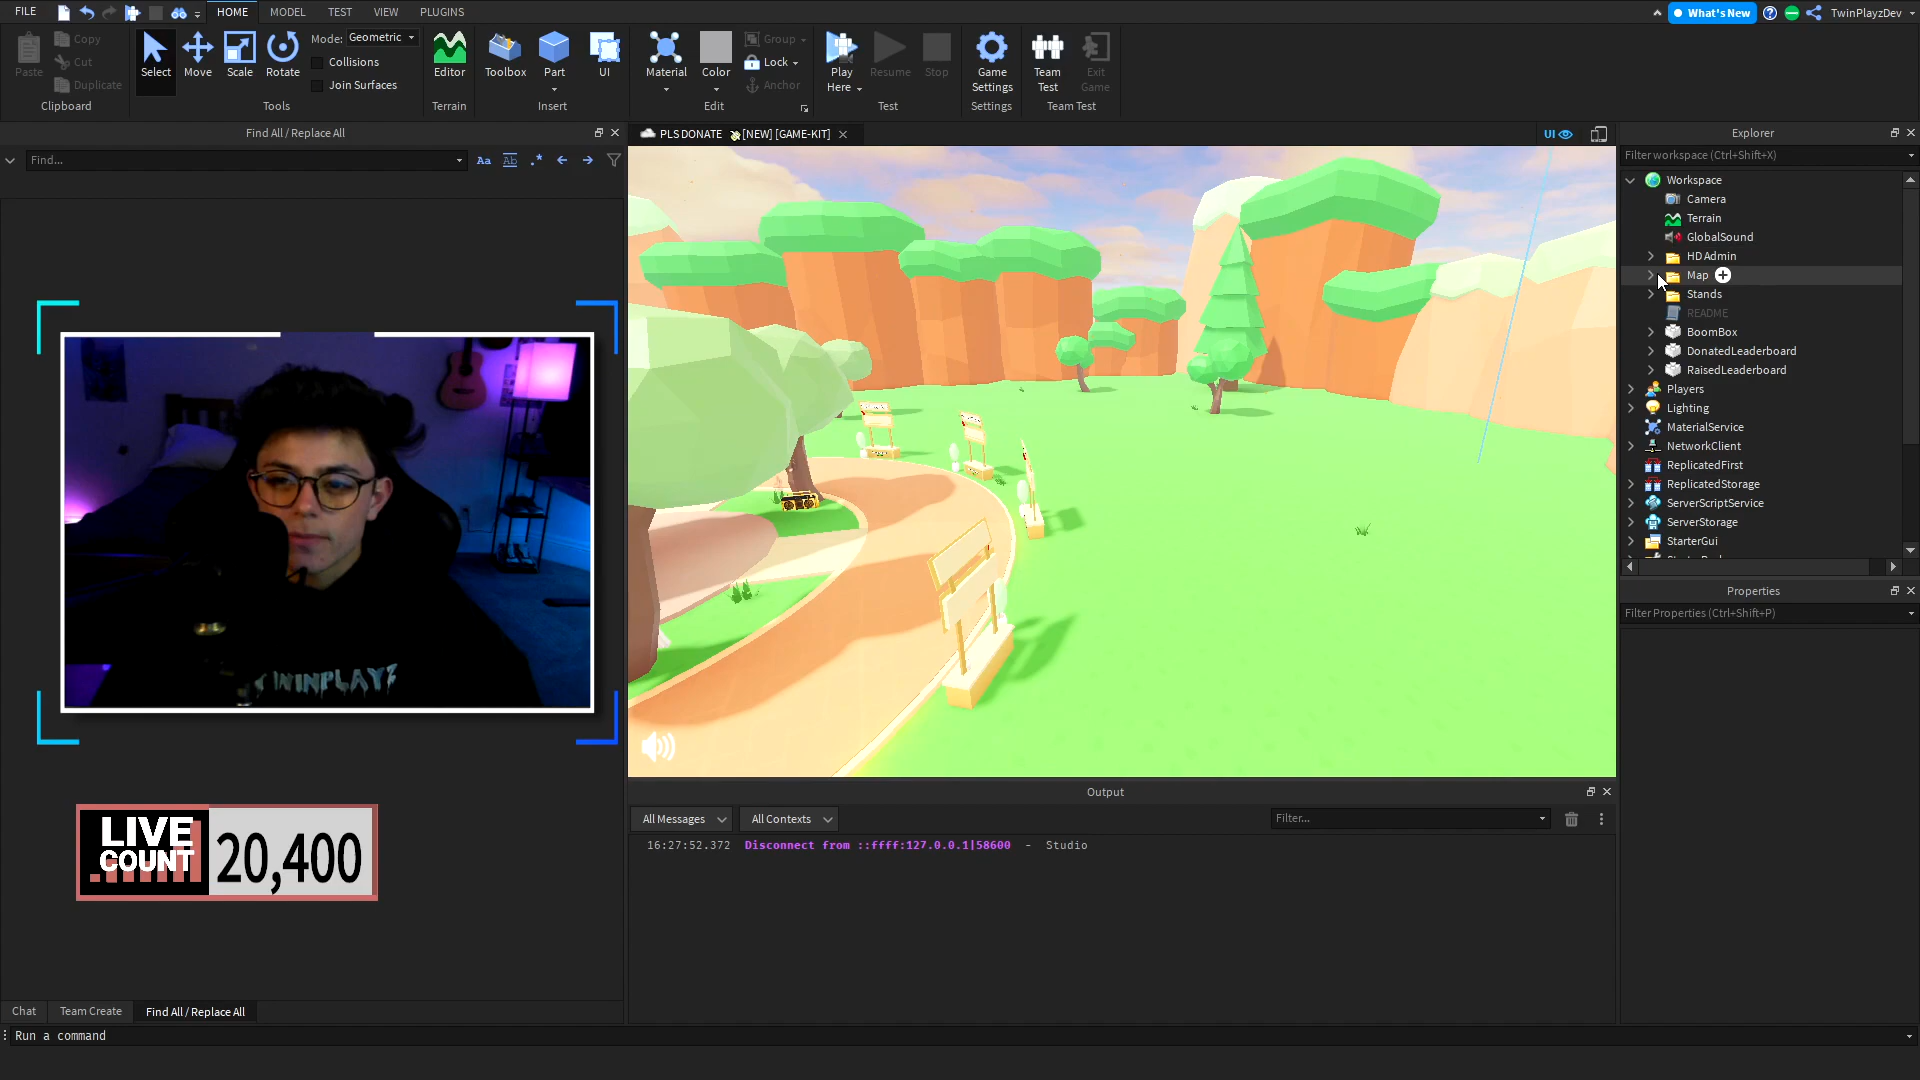 FILE
HOME
MODEL
TEST
VIEW
PLUGINS
What's New
TwinPlayzDev
Paste
Copy
Cut
Duplicate
Clipboard
Select
Move
Scale
Rotate
Mode: Geometric
Collisions
Join Surfaces
Tools
Editor
Terrain
Toolbox
Part
UI
Insert
Material
Color
Group
Lock
Anchor
Edit
Play
Here
Resume
Stop
Test
Game
Settings
Settings
Team
Test
Exit
Game
Team Test
Find All / Replace All
Find...
Aa
Ab
.*
PLS DONATE [NEW] [GAME-KIT]
UI
Explorer
Filter workspace (Ctrl+Shift+X)
Workspace
Camera
Terrain
GlobalSound
HD Admin
Map
Stands
README
BoomBox
DonatedLeaderboard
RaisedLeaderboard
Players
Lighting
MaterialService
NetworkClient
ReplicatedFirst
ReplicatedStorage
ServerScriptService
ServerStorage
StarterGui
Properties
Filter Properties (Ctrl+Shift+P)
TWINPLAYZ
LIVE
COUNT
20,400
Output
All Messages
All Contexts
Filter...
16:27:52.372 Disconnect from ::ffff:127.0.0.1|58600 - Studio
Chat
Team Create
Find All / Replace All
Run a command